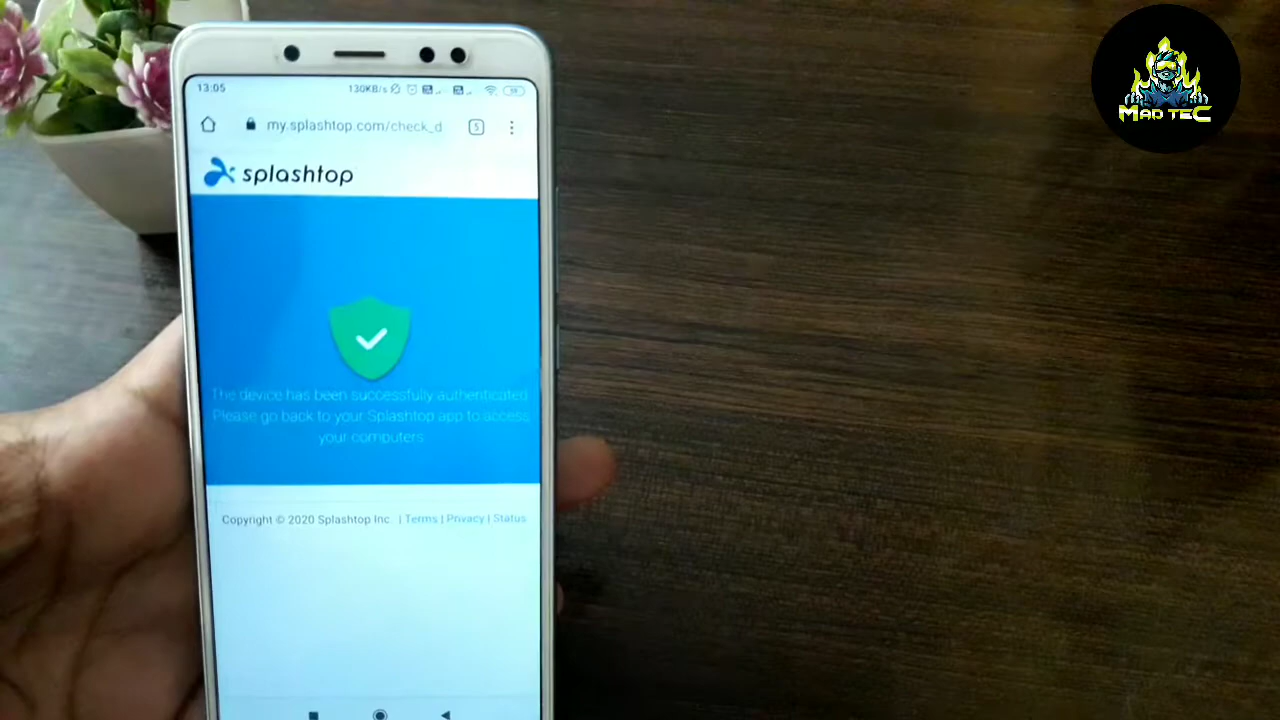 13:05
130KB/s
my.splashtop.com/check_d
5
splashtop
The device has been successfully authenticated.
Please go back to your Splashtop app to access
your computers.
Copyright © 2020 Splashtop Inc. | Terms | Privacy | Status
MAD TEC